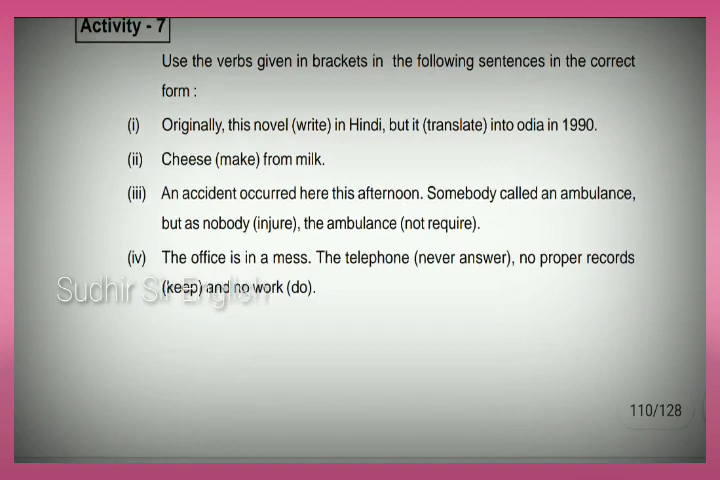 Activity - 7
Use the verbs given in brackets in the following sentences in the correct
form :
(i) Originally, this novel (write) in Hindi, but it (translate) into odia in 1990.
(ii) Cheese (make) from milk.
(iii) An accident occurred here this afternoon. Somebody called an ambulance,
but as nobody (injure), the ambulance (not require).
(iv) The office is in a mess. The telephone (never answer), no proper records
(keep) and no work (do).
Sudhir Sir English
110/128